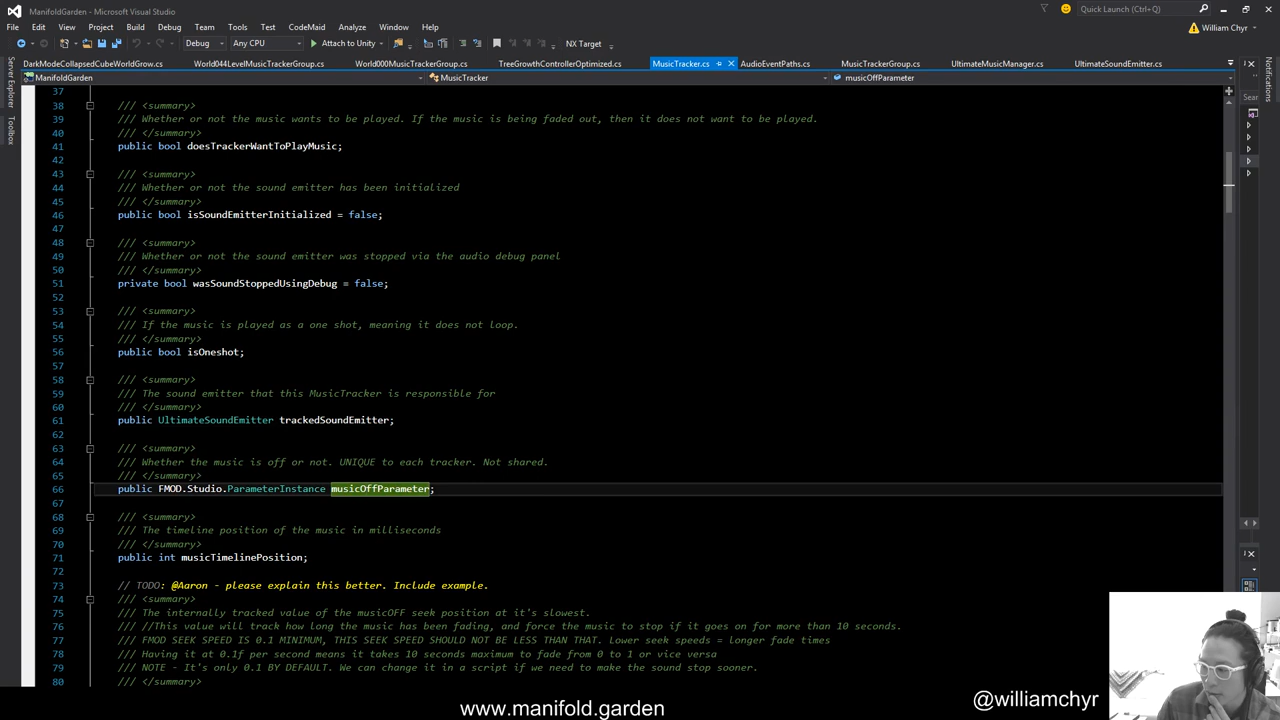 ManifoldGarden - Microsoft Visual Studio
Quick Launch (Ctrl+Q)
File Edit View Project Build Debug Team Tools Test CodeMaid Analyze Window Help
William Chyr
Debug Any CPU Attach to Unity NX Target
DarkModeCollapsedCubeWorldGrow.cs World044LevelMusicTrackerGroup.cs World000MusicTrackerGroup.cs TreeGrowthControllerOptimized.cs MusicTracker.cs AudioEventPaths.cs MusicTrackerGroup.cs UltimateMusicManager.cs UltimateSoundEmitter.cs
ManifoldGarden MusicTracker musicOffParameter
Server Explorer
Toolbox
Notifications
Sear
37
38 /// <summary>
39 /// Whether or not the music wants to be played. If the music is being faded out, then it does not want to be played.
40 /// </summary>
41 public bool doesTrackerWantToPlayMusic;
42
43 /// <summary>
44 /// Whether or not the sound emitter has been initialized
45 /// </summary>
46 public bool isSoundEmitterInitialized = false;
47
48 /// <summary>
49 /// Whether or not the sound emitter was stopped via the audio debug panel
50 /// </summary>
51 private bool wasSoundStoppedUsingDebug = false;
52
53 /// <summary>
54 /// If the music is played as a one shot, meaning it does not loop.
55 /// </summary>
56 public bool isOneshot;
57
58 /// <summary>
59 /// The sound emitter that this MusicTracker is responsible for
60 /// </summary>
61 public UltimateSoundEmitter trackedSoundEmitter;
62
63 /// <summary>
64 /// Whether the music is off or not. UNIQUE to each tracker. Not shared.
65 /// </summary>
66 public FMOD.Studio.ParameterInstance musicOffParameter;
67
68 /// <summary>
69 /// The timeline position of the music in milliseconds
70 /// </summary>
71 public int musicTimelinePosition;
72
73 // TODO: @Aaron - please explain this better. Include example.
74 /// <summary>
75 /// The internally tracked value of the musicOFF seek position at it's slowest.
76 /// //This value will track how long the music has been fading, and force the music to stop if it goes on for more than 10 seconds.
77 /// FMOD SEEK SPEED IS 0.1 MINIMUM, THIS SEEK SPEED SHOULD NOT BE LESS THAN THAT. Lower seek speeds = longer fade times
78 /// Having it at 0.1f per second means it takes 10 seconds maximum to fade from 0 to 1 or vice versa
79 /// NOTE - It's only 0.1 BY DEFAULT. We can change it in a script if we need to make the sound stop sooner.
80 /// </summary>
www.manifold.garden
@williamchyr